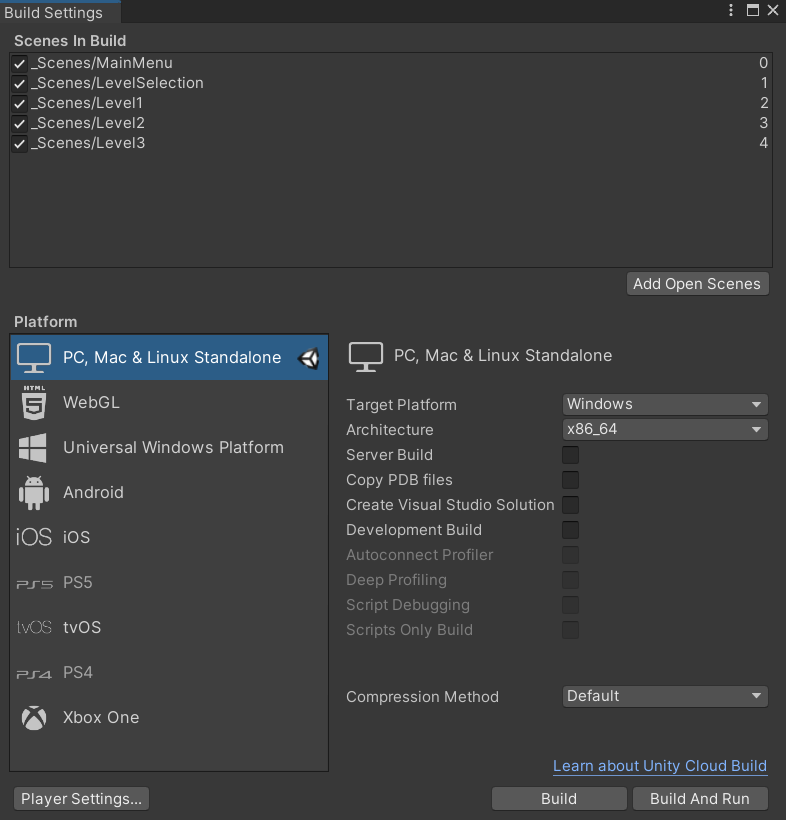 Build Settings
Scenes In Build
_Scenes/MainMenu 0
_Scenes/LevelSelection 1
_Scenes/Level1 2
_Scenes/Level2 3
_Scenes/Level3 4
Add Open Scenes
Platform
PC, Mac & Linux Standalone
HTML
5
WebGL
Universal Windows Platform
Android
iOS iOS
PS5 PS5
tvOS tvOS
PS4 PS4
Xbox One
PC, Mac & Linux Standalone
Target Platform Windows
Architecture x86_64
Server Build
Copy PDB files
Create Visual Studio Solution
Development Build
Autoconnect Profiler
Deep Profiling
Script Debugging
Scripts Only Build
Compression Method Default
Learn about Unity Cloud Build
Player Settings... Build Build And Run